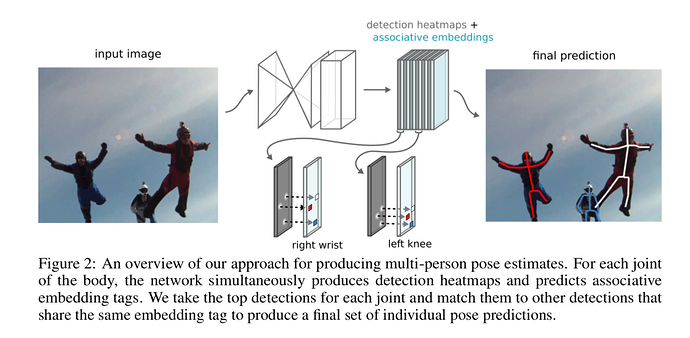 detection heatmaps +
associative embeddings
input image
final prediction
right wrist
left knee
Figure 2: An overview of our approach for producing multi-person pose estimates. For each joint
of the body, the network simultaneously produces detection heatmaps and predicts associative
embedding tags. We take the top detections for each joint and match them to other detections that
share the same embedding tag to produce a final set of individual pose predictions.